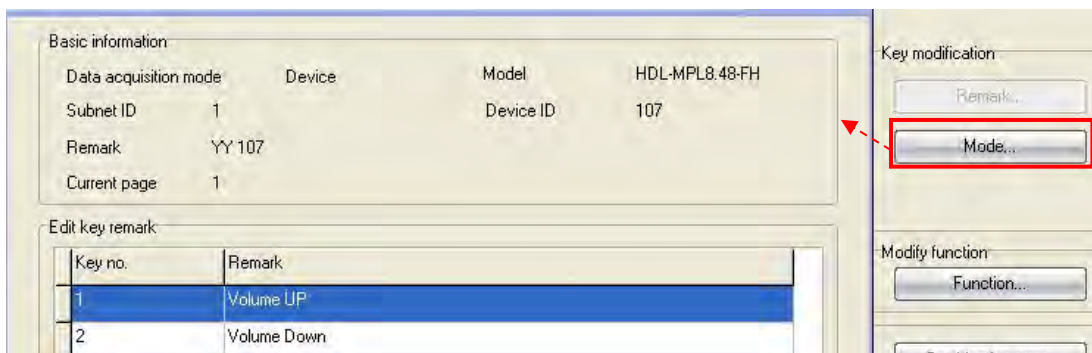 Basic information
Data acquisition mode Device Model HDL-MPL8.48-FH
Subnet ID 1 Device ID 107
Remark YY 107
Current page 1
Edit key remark
Key no. Remark
1 Volume UP
2 Volume Down
Key modification
Remark...
Mode...
Modify function
Function...